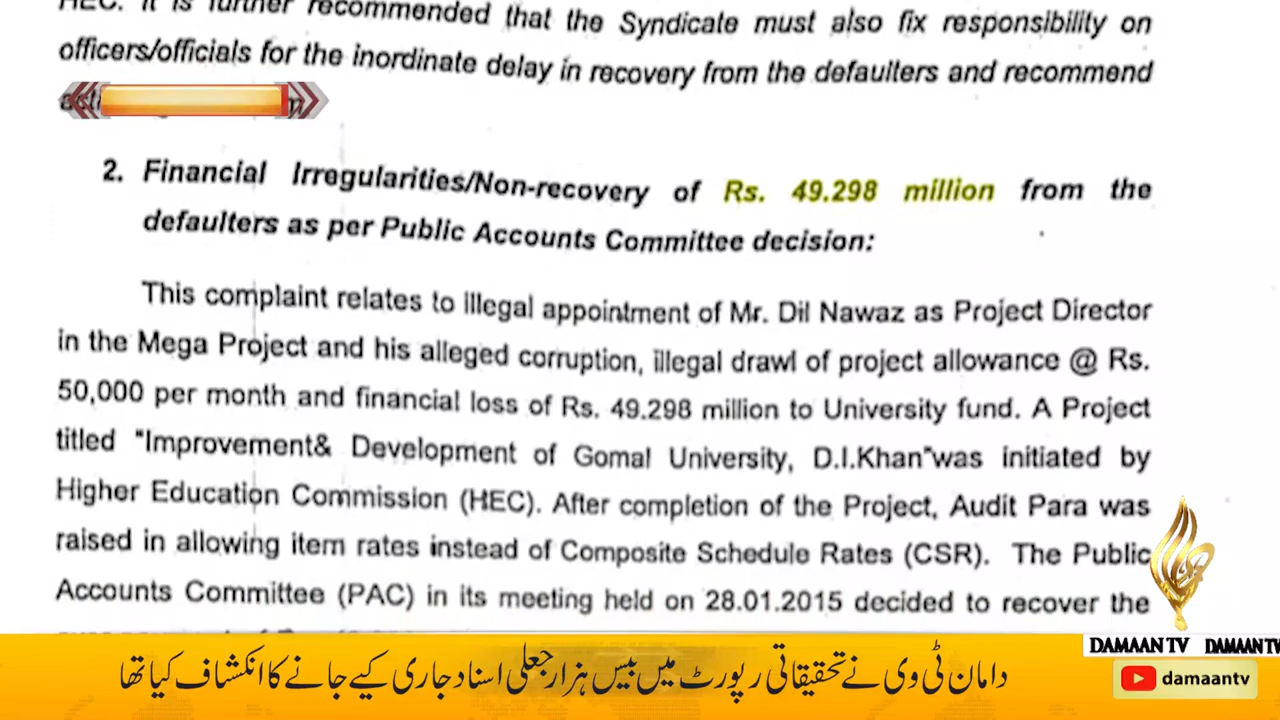 HEC. It is further recommended that the Syndicate must also fix responsibility on
officers/officials for the inordinate delay in recovery from the defaulters and recommend
2. Financial Irregularities/Non-recovery of Rs. 49.298 million from the
defaulters as per Public Accounts Committee decision:
This complaint relates to illegal appointment of Mr. Dil Nawaz as Project Director
in the Mega Project and his alleged corruption, illegal drawl of project allowance @ Rs.
50,000 per month and financial loss of Rs. 49.298 million to University fund. A Project
titled "Improvement& Development of Gomal University, D.I.Khan"was initiated by
Higher Education Commission (HEC). After completion of the Project, Audit Para was
raised in allowing item rates instead of Composite Schedule Rates (CSR). The Public
Accounts Committee (PAC) in its meeting held on 28.01.2015 decided to recover the
DAMAAN TV DAMAAN TV
دامان ٹی وی نے تحقیقاتی رپورٹ میں بیس ہزار جعلی اسناد جاری کیے جانے کا انکشاف کیا تھا
damaantv